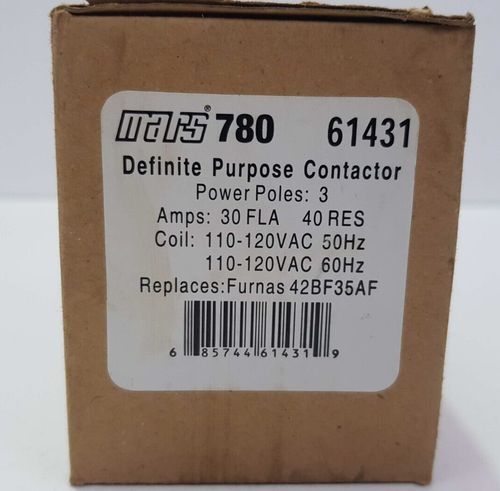 mars® 780 61431
Definite Purpose Contactor
Power Poles: 3
Amps: 30 FLA 40 RES
Coil: 110-120VAC 50Hz
110-120VAC 60Hz
Replaces:Furnas 42BF35AF
6 85744 61431 9